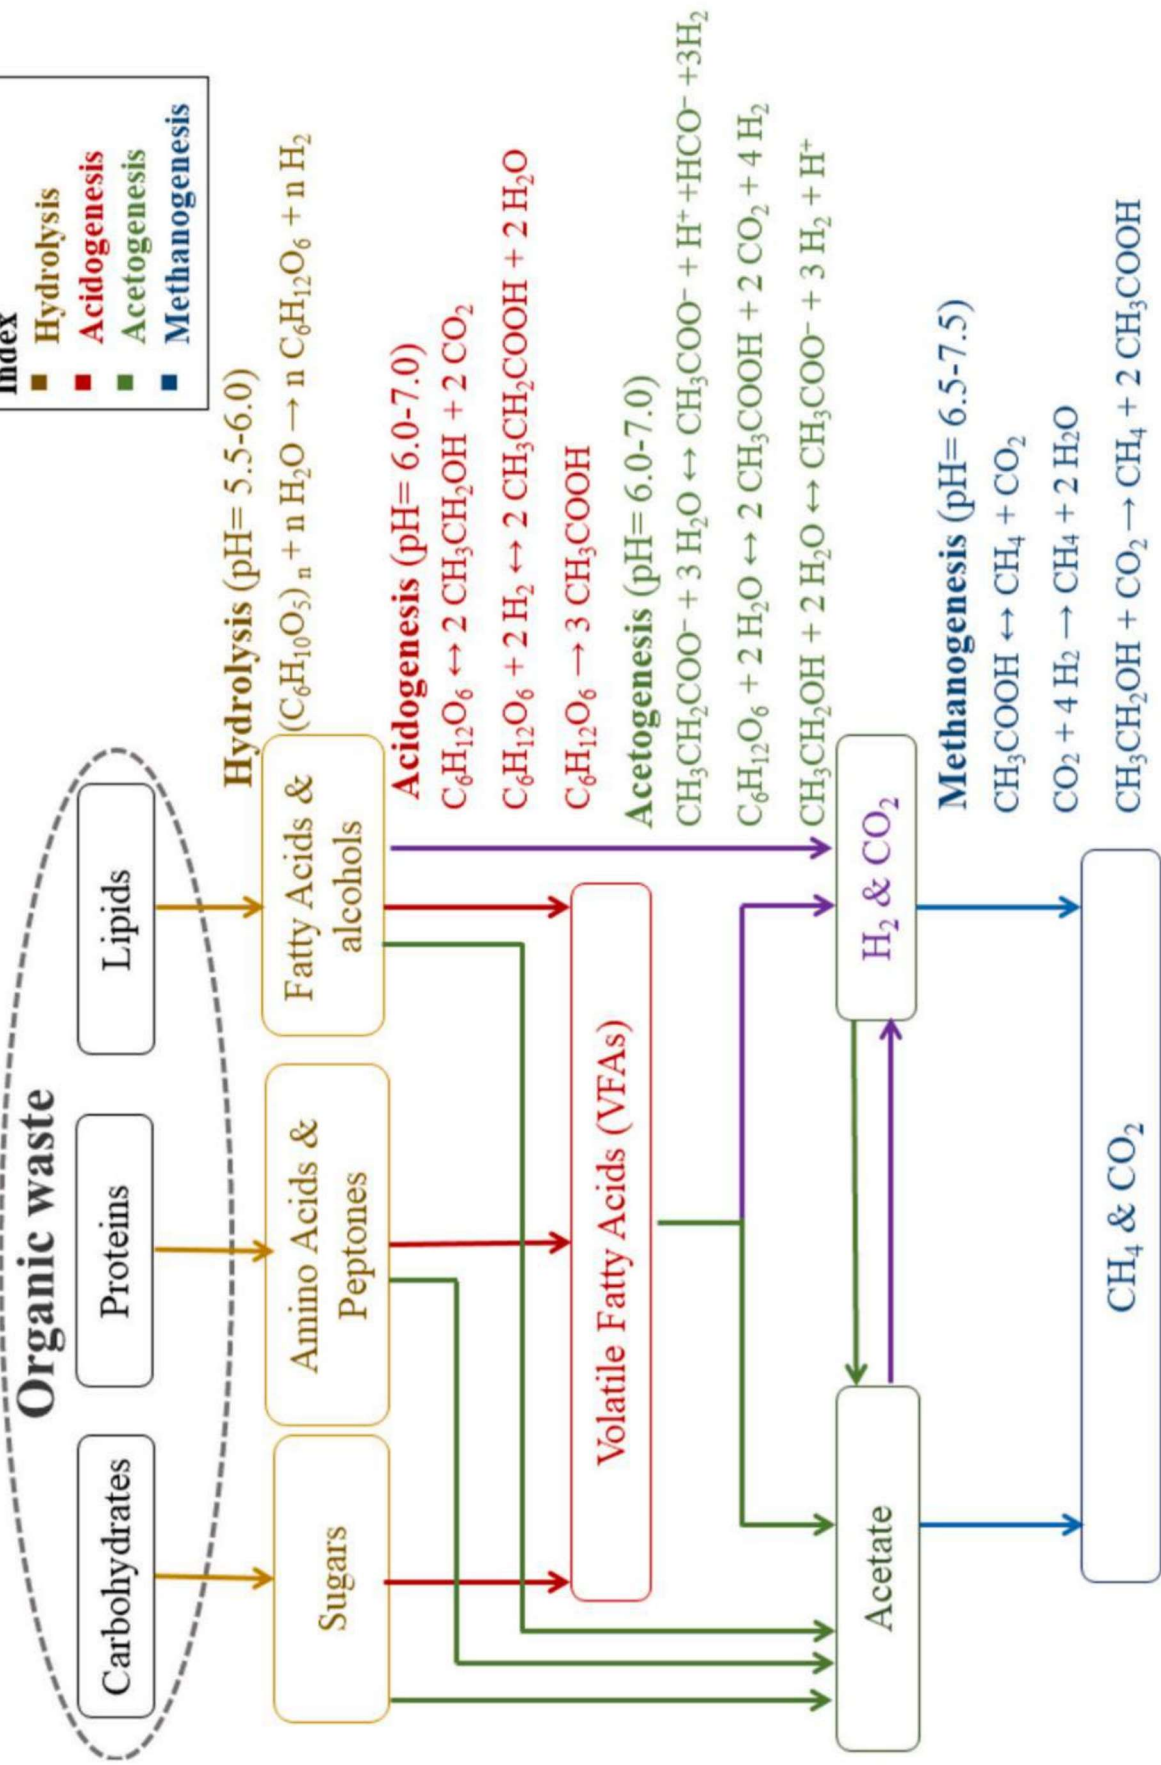 Index
Hydrolysis
Acidogenesis
Acetogenesis
Methanogenesis
Organic waste
Carbohydrates
Proteins
Lipids
Sugars
Amino Acids &
Peptones
Fatty Acids &
alcohols
Volatile Fatty Acids (VFAs)
Acetate
H₂ & CO₂
CH₄ & CO₂
Hydrolysis (pH= 5.5-6.0)
(C₆H₁₀O₅) ₙ + n H₂O → n C₆H₁₂O₆ + n H₂
Acidogenesis (pH= 6.0-7.0)
C₆H₁₂O₆ ↔ 2 CH₃CH₂OH + 2 CO₂
C₆H₁₂O₆ + 2 H₂ ↔ 2 CH₃CH₂COOH + 2 H₂O
C₆H₁₂O₆ → 3 CH₃COOH
Acetogenesis (pH= 6.0-7.0)
CH₃CH₂COO⁻ + 3 H₂O ↔ CH₃COO⁻ + H⁺ +HCO⁻ +3H₂
C₆H₁₂O₆ + 2 H₂O ↔ 2 CH₃COOH + 2 CO₂ + 4 H₂
CH₃CH₂OH + 2 H₂O ↔ CH₃COO⁻ + 3 H₂ + H⁺
Methanogenesis (pH= 6.5-7.5)
CH₃COOH ↔ CH₄ + CO₂
CO₂ + 4 H₂ → CH4 + 2 H₂O
CH₃CH₂OH + CO₂ → CH₄ + 2 CH₃COOH